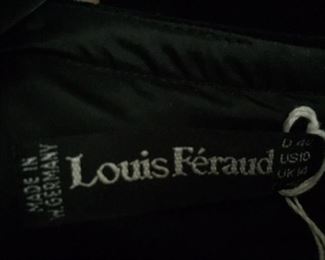 MADE IN
W. GERMANY
Louis Féraud
D 40
US10
UK14